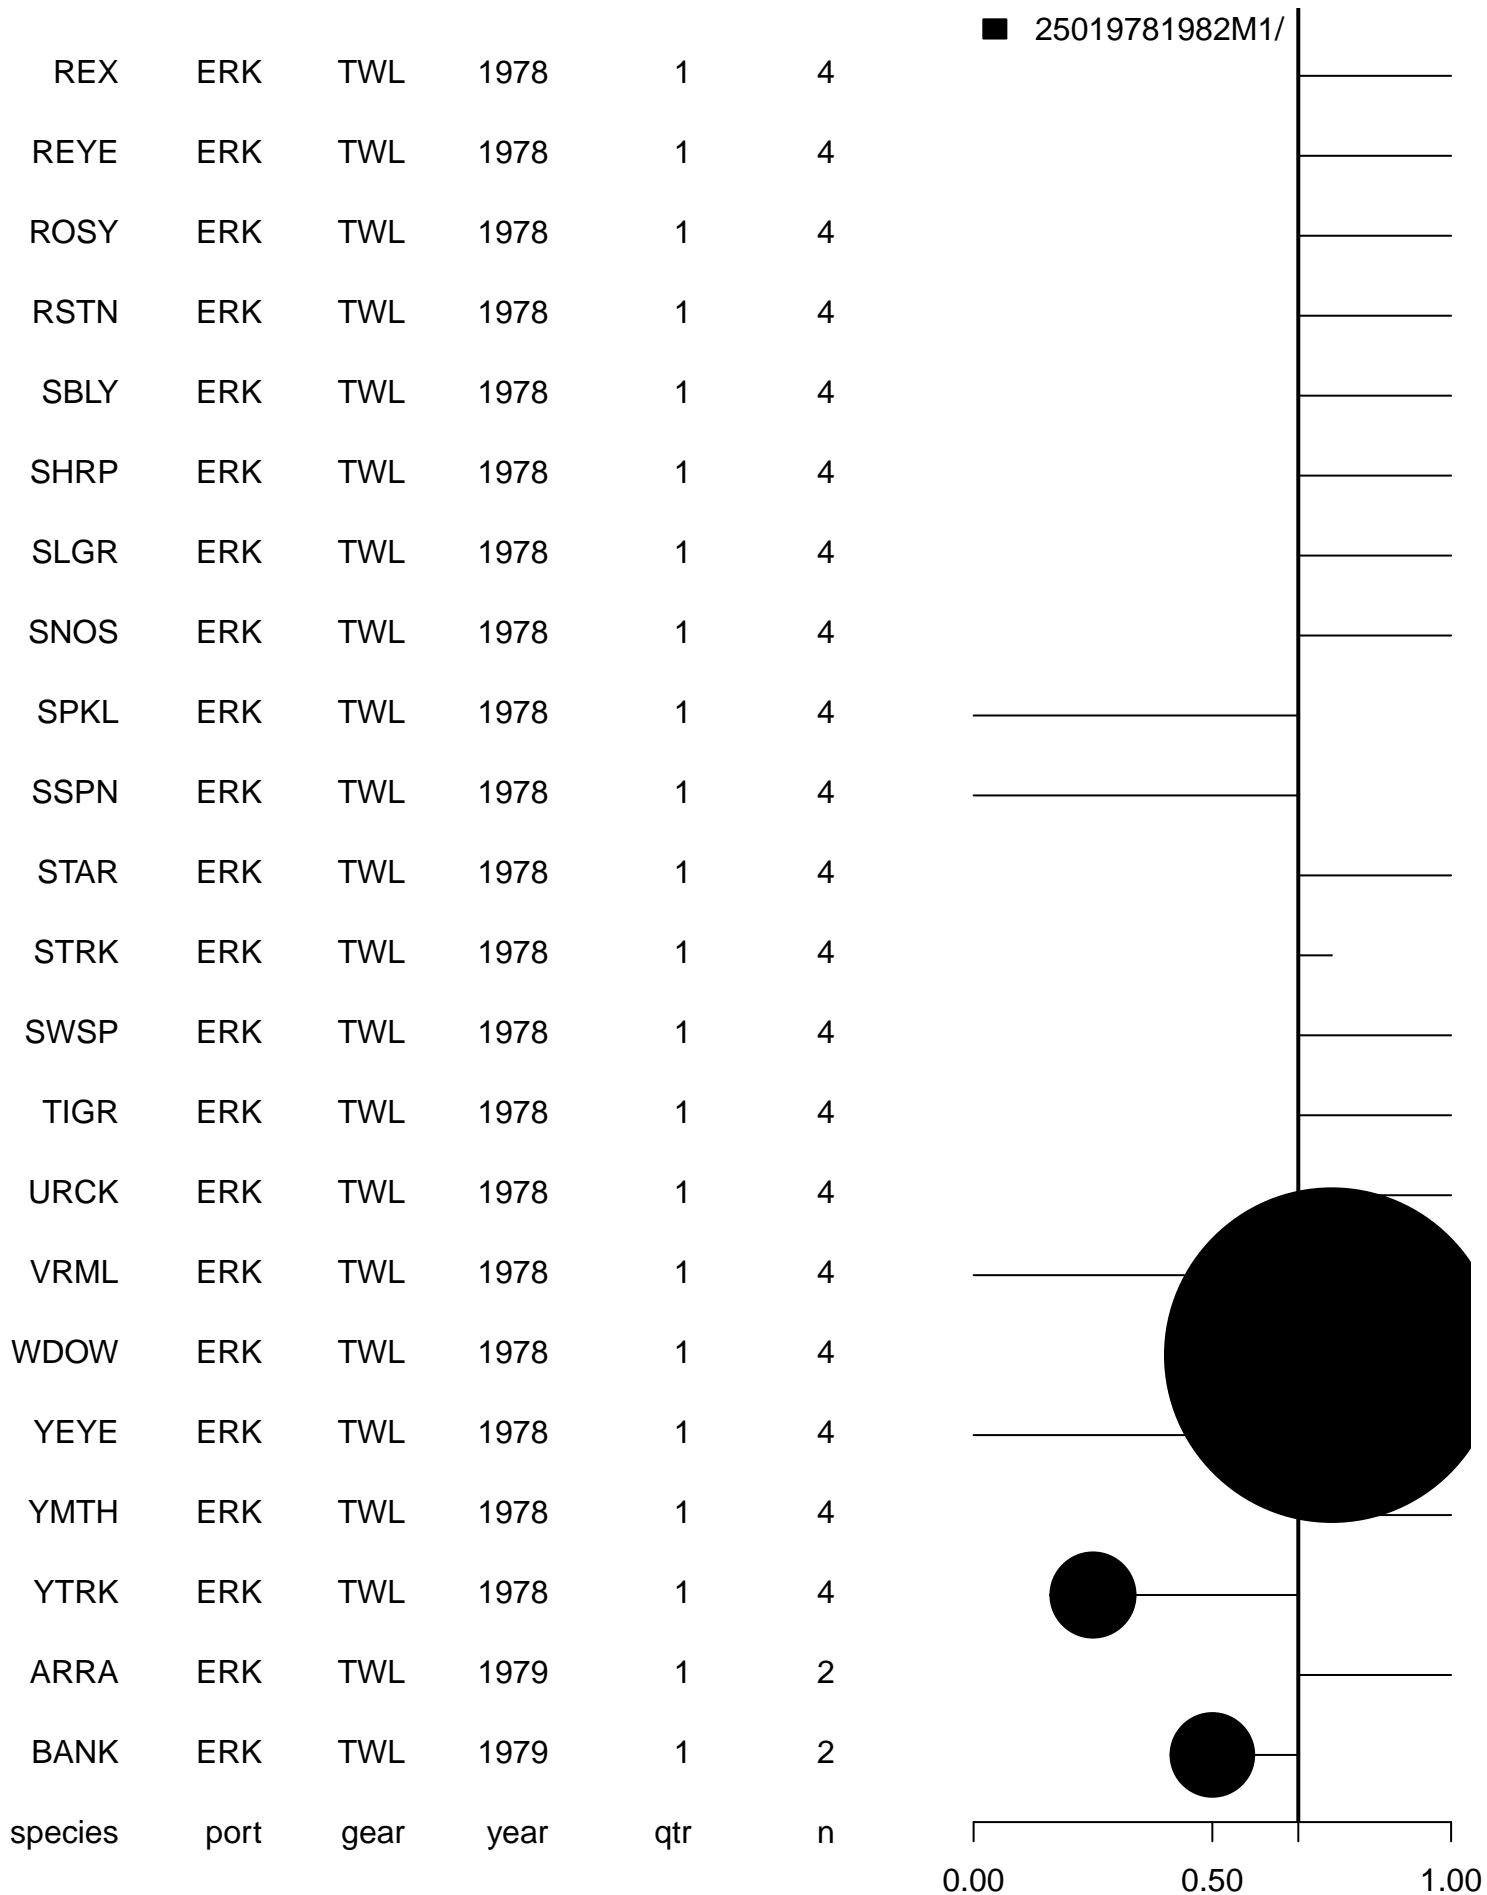 25019781982M1/
REX ERK TWL 1978 1 4
REYE ERK TWL 1978 1 4
ROSY ERK TWL 1978 1 4
RSTN ERK TWL 1978 1 4
SBLY ERK TWL 1978 1 4
SHRP ERK TWL 1978 1 4
SLGR ERK TWL 1978 1 4
SNOS ERK TWL 1978 1 4
SPKL ERK TWL 1978 1 4
SSPN ERK TWL 1978 1 4
STAR ERK TWL 1978 1 4
STRK ERK TWL 1978 1 4
SWSP ERK TWL 1978 1 4
TIGR ERK TWL 1978 1 4
URCK ERK TWL 1978 1 4
VRML ERK TWL 1978 1 4
WDOW ERK TWL 1978 1 4
YEYE ERK TWL 1978 1 4
YMTH ERK TWL 1978 1 4
YTRK ERK TWL 1978 1 4
ARRA ERK TWL 1979 1 2
BANK ERK TWL 1979 1 2
species port gear year qtr n
0.00 0.50 1.00